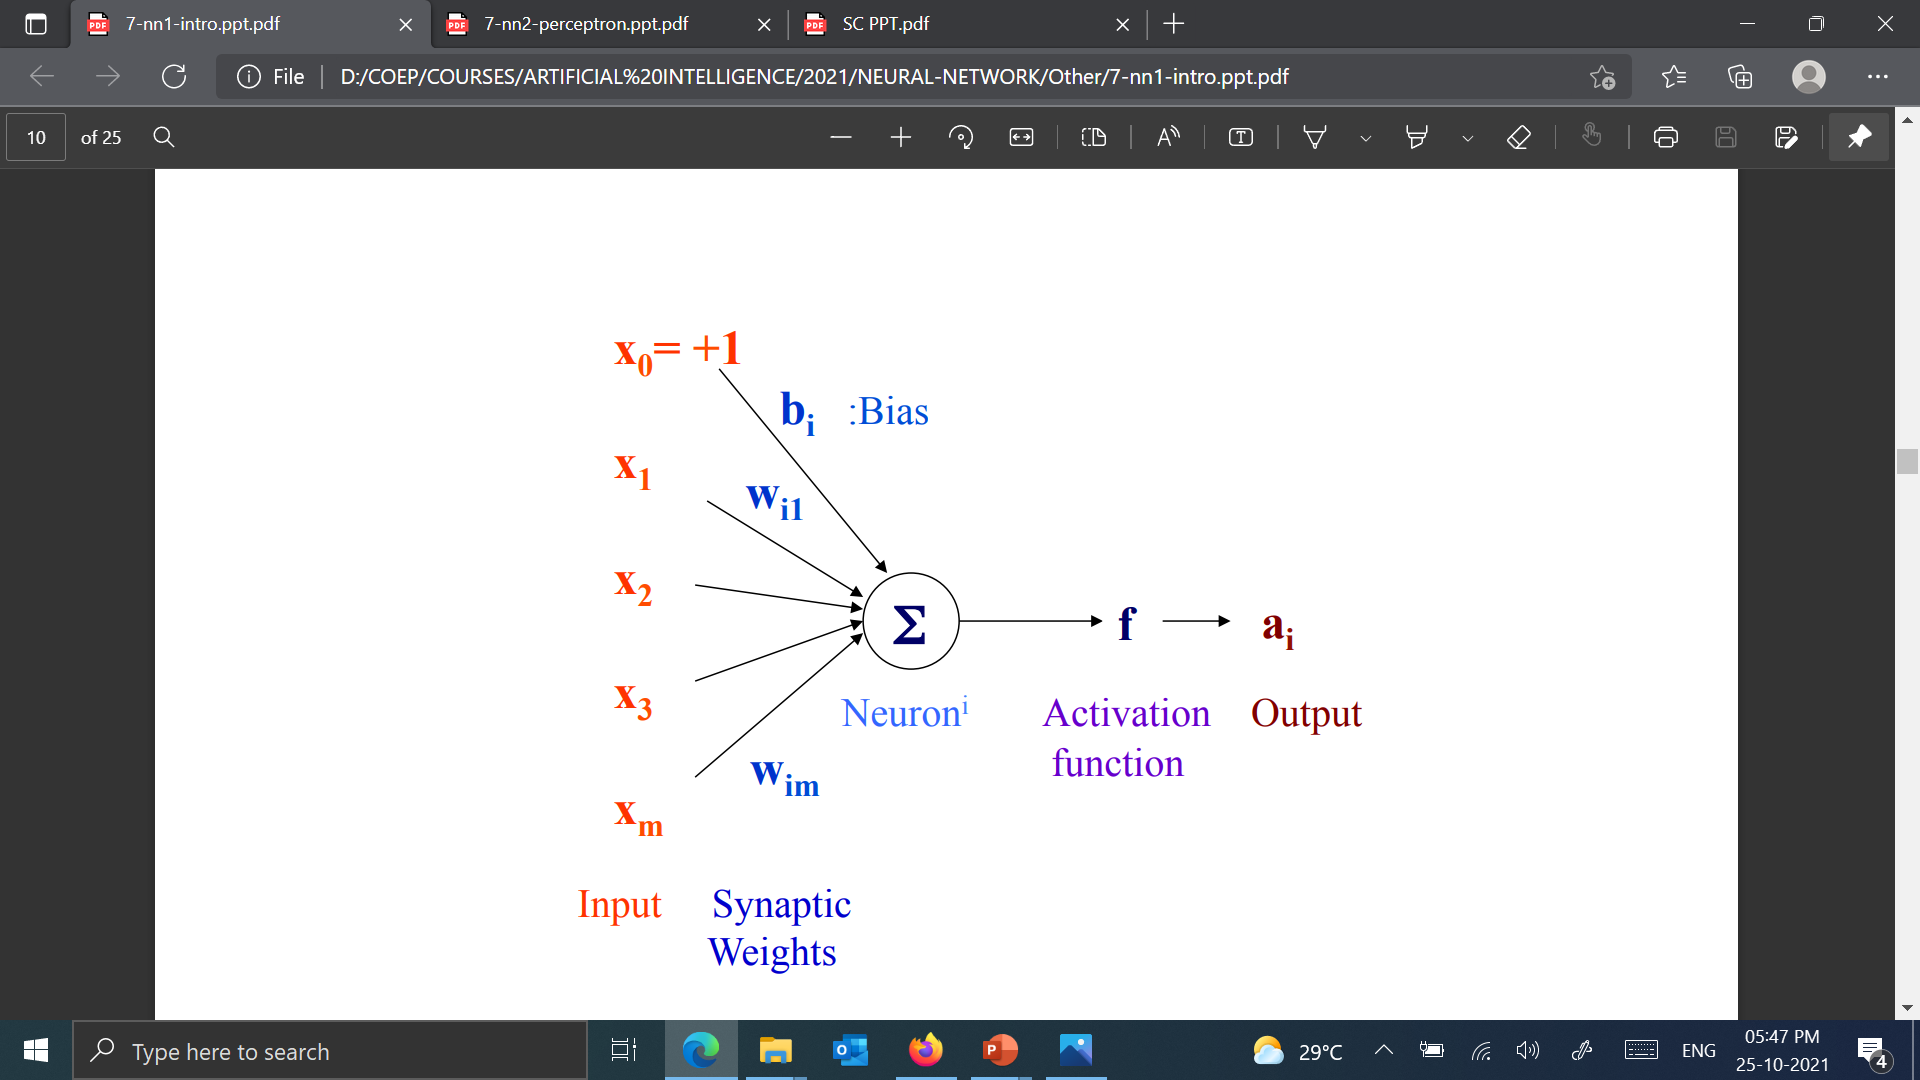 7-nn1-intro.ppt.pdf
7-nn2-perceptron.ppt.pdf
SC PPT.pdf
File
D:/COEP/COURSES/ARTIFICIAL%20INTELLIGENCE/2021/NEURAL-NETWORK/Other/7-nn1-intro.ppt.pdf
10 of 25
x0= +1
bi :Bias
x1
wi1
x2
Σ
f
ai
x3
Neuron^i
Activation function
Output
wim
xm
Input
Synaptic Weights
Type here to search
29°C
ENG
05:47 PM
25-10-2021
4